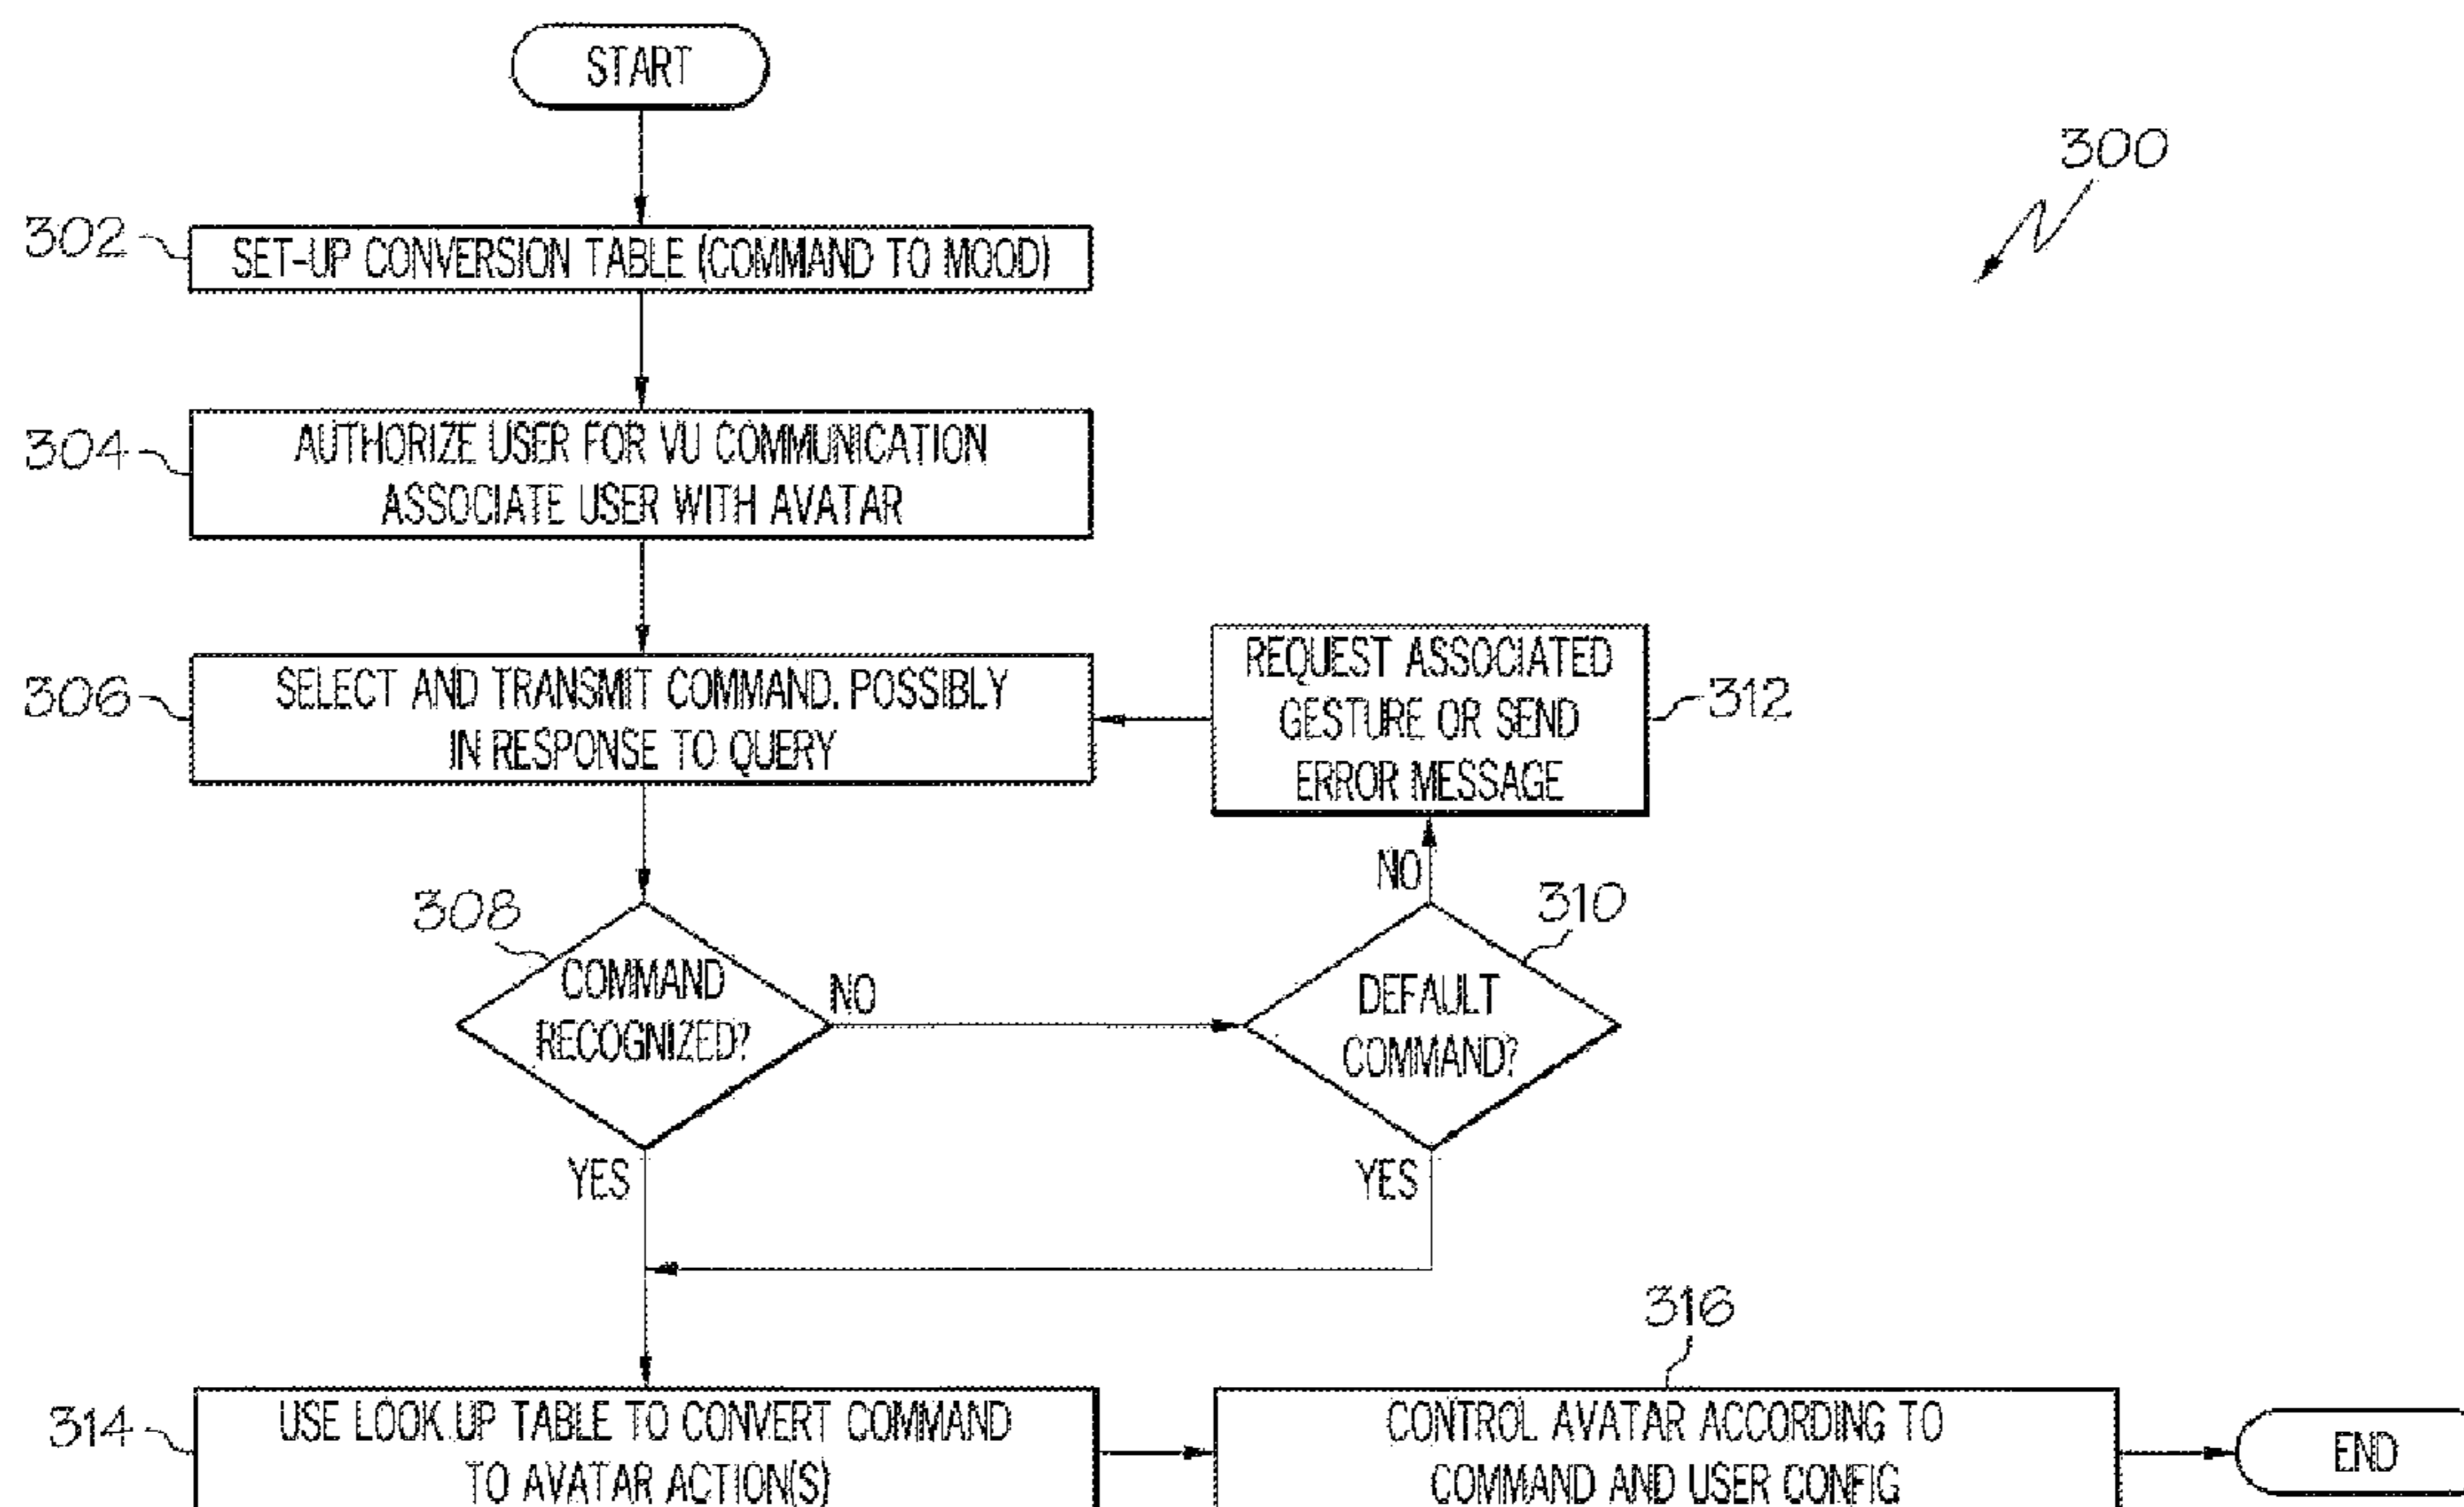 START
300
302
SET-UP CONVERSION TABLE (COMMAND TO MOOD)
304
AUTHORIZE USER FOR VU COMMUNICATION
ASSOCIATE USER WITH AVATAR
306
SELECT AND TRANSMIT COMMAND. POSSIBLY
IN RESPONSE TO QUERY
REQUEST ASSOCIATED
GESTURE OR SEND
ERROR MESSAGE
312
308
COMMAND
RECOGNIZED?
NO
YES
NO
310
DEFAULT
COMMAND?
YES
314
USE LOOK UP TABLE TO CONVERT COMMAND
TO AVATAR ACTION(S)
316
CONTROL AVATAR ACCORDING TO
COMMAND AND USER CONFIG
END